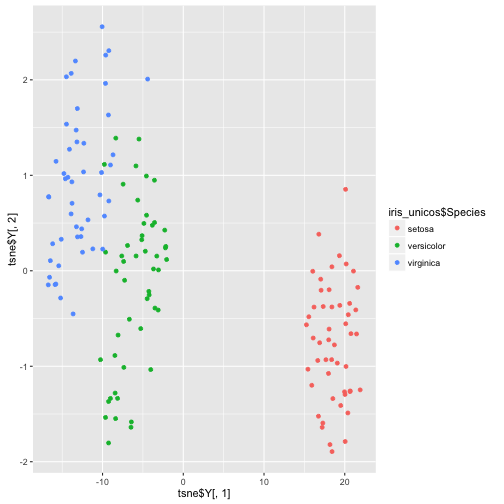 2
1
0
-1
-2
tsne$Y[, 2]
-10
0
10
20
tsne$Y[, 1]
iris_unicos$Species
setosa
versicolor
virginica